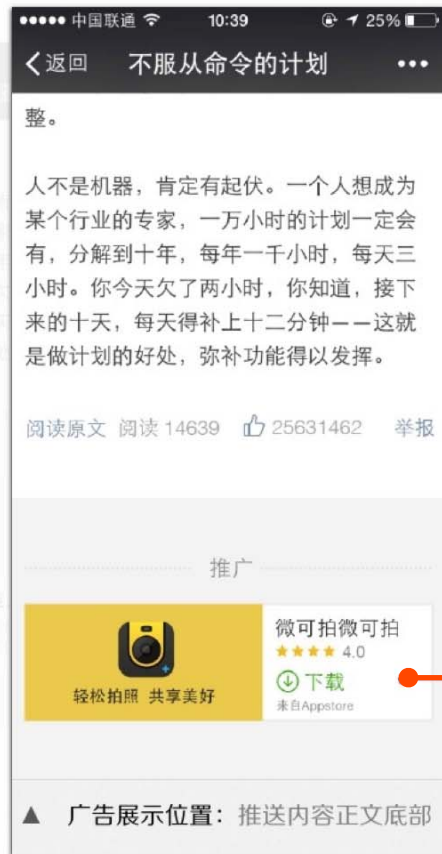 中国联通 10:39 25%
返回 不服从命令的计划
整。
人不是机器，肯定有起伏。一个人想成为
某个行业的专家，一万小时的计划一定会
有，分解到十年，每年一千小时，每天三
小时。你今天欠了两小时，你知道，接下
来的十天，每天得补上十二分钟——这就
是做计划的好处，弥补功能得以发挥。
阅读原文 阅读 14639 25631462 举报
推广
微可拍微可拍
4.0
下载
来自Appstore
轻松拍照 共享美好
广告展示位置：推送内容正文底部